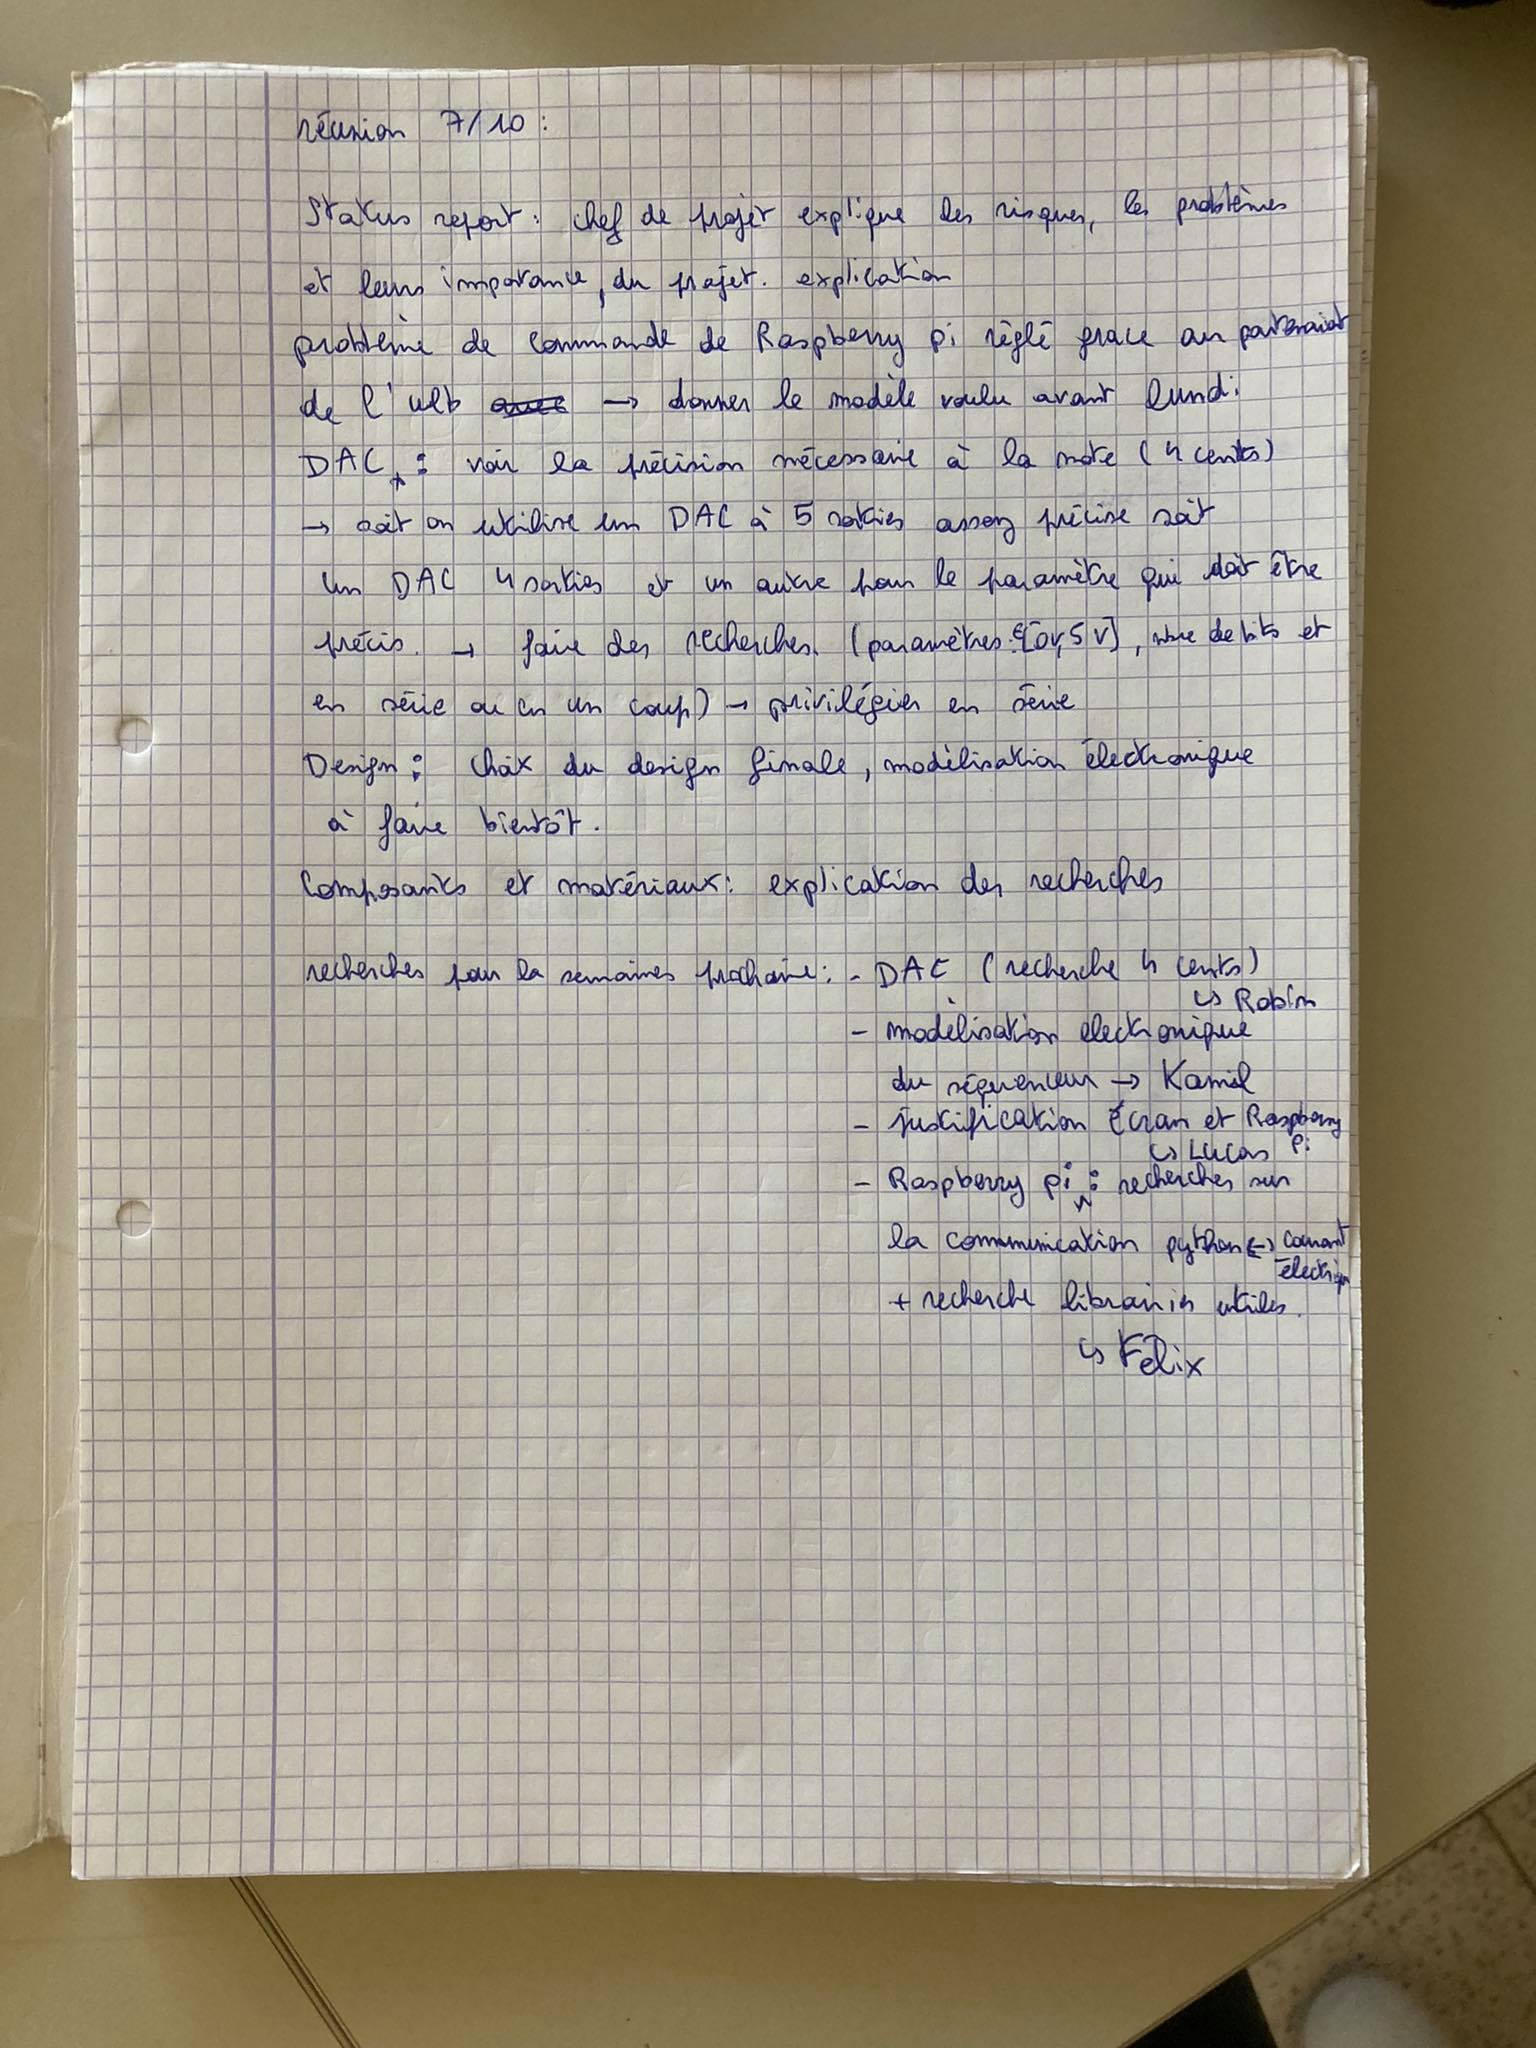 réunion 7/10 :
Status report : chef de projet explique les risques, les problèmes
et leurs importance, du projet. explication
problème de commande de Raspberry pi réglé grace au partenariat
de l'ulb → donner le modèle voulu avant lundi
DAC : voir la précision nécessaire à la note (4 cents)
→ soit on utilise un DAC à 5 sorties assez précise soit
un DAC 4 sorties et un autre pour le paramètre qui doit être
précis. → faire des recherches. (paramètres : [0V, 5V], nbre de bits et
en série ou en un coup) → privilégier en série
Design : choix du design finale, modélisation électronique
à faire bientôt.
Composants et matériaux : explication des recherches
recherches pour la semaines prochaine : - DAC (recherche 4 cents)
↳ Robin
- modélisation electronique
du séquenceur → Kamil
- justification écran et Raspberry
↳ Lucas pi
- Raspberry pi : recherches sur
la communication python ↔ courant
électrique
+ recherche librairies utiles.
↳ Félix